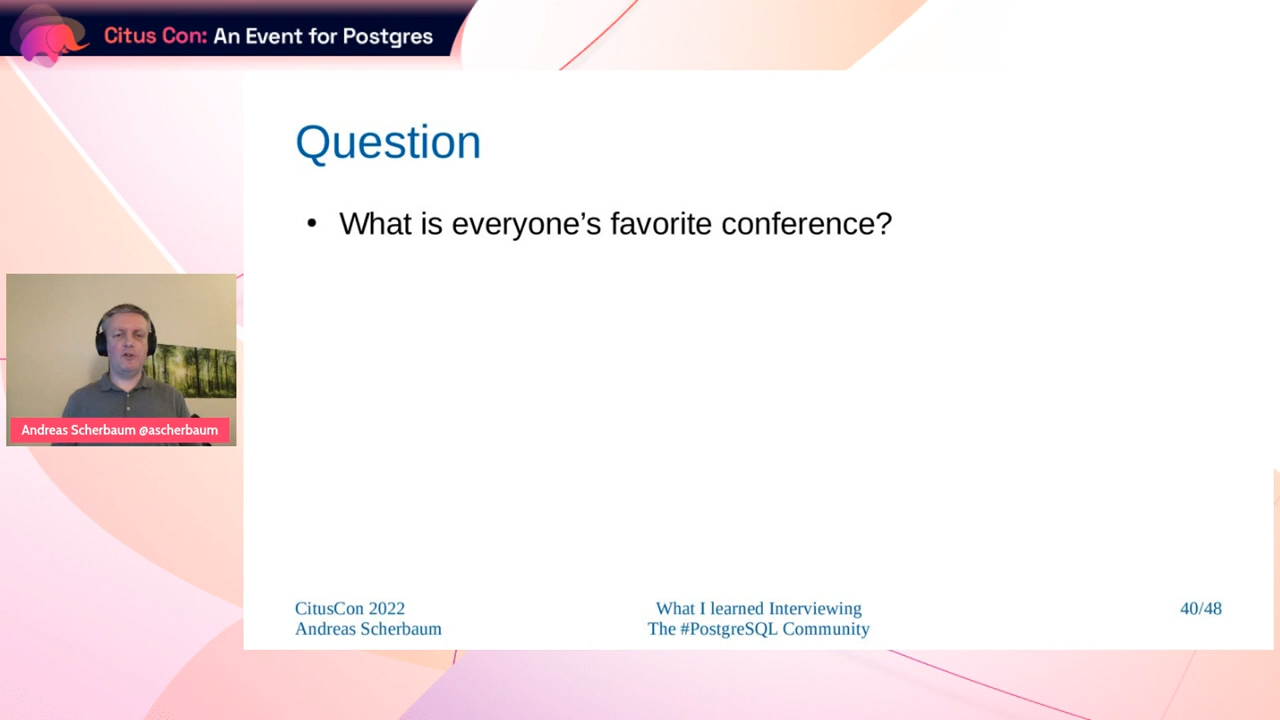 Citus Con: An Event for Postgres
Question
• What is everyone’s favorite conference?
Andreas Scherbaum @ascherbaum
CitusCon 2022
Andreas Scherbaum
What I learned Interviewing
The #PostgreSQL Community
40/48